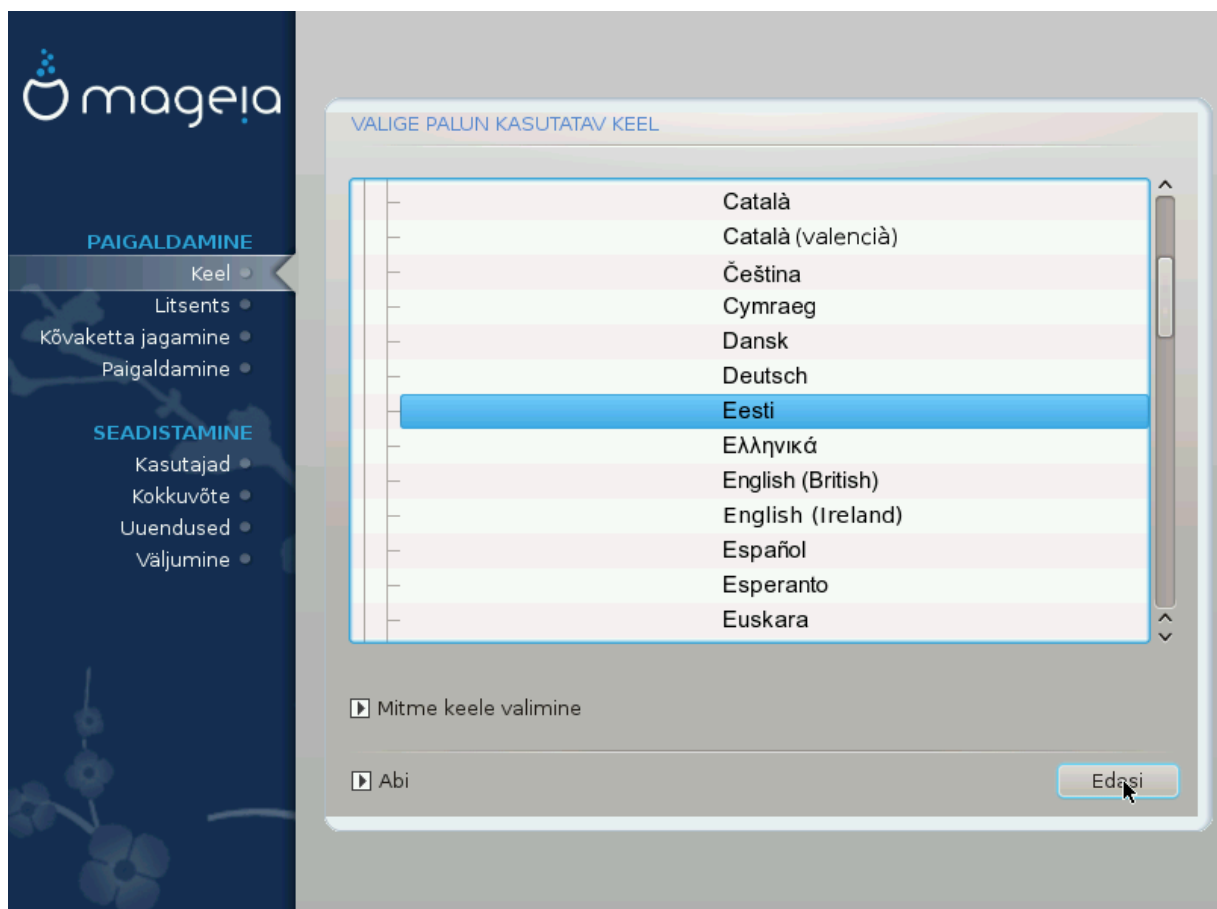 mageia
PAIGALDAMINE
Keel
Litsents
Kõvaketta jagamine
Paigaldamine
SEADISTAMINE
Kasutajad
Kokkuvõte
Uuendused
Väljumine
VALIGE PALUN KASUTATAV KEEL
Català
Català (valencià)
Čeština
Cymraeg
Dansk
Deutsch
Eesti
Ελληνικά
English (British)
English (Ireland)
Español
Esperanto
Euskara
Mitme keele valimine
Abi
Edasi